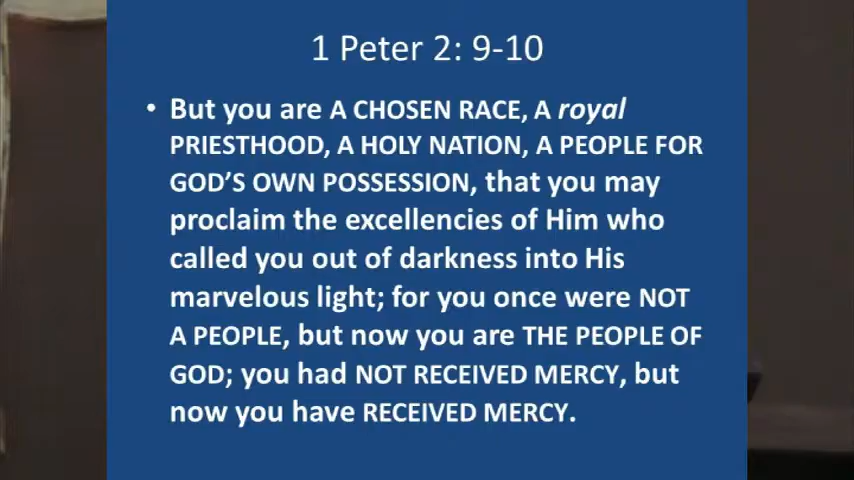 1 Peter 2: 9-10
• But you are A CHOSEN RACE, A royal
PRIESTHOOD, A HOLY NATION, A PEOPLE FOR
GOD’S OWN POSSESSION, that you may
proclaim the excellencies of Him who
called you out of darkness into His
marvelous light; for you once were NOT
A PEOPLE, but now you are THE PEOPLE OF
GOD; you had NOT RECEIVED MERCY, but
now you have RECEIVED MERCY.